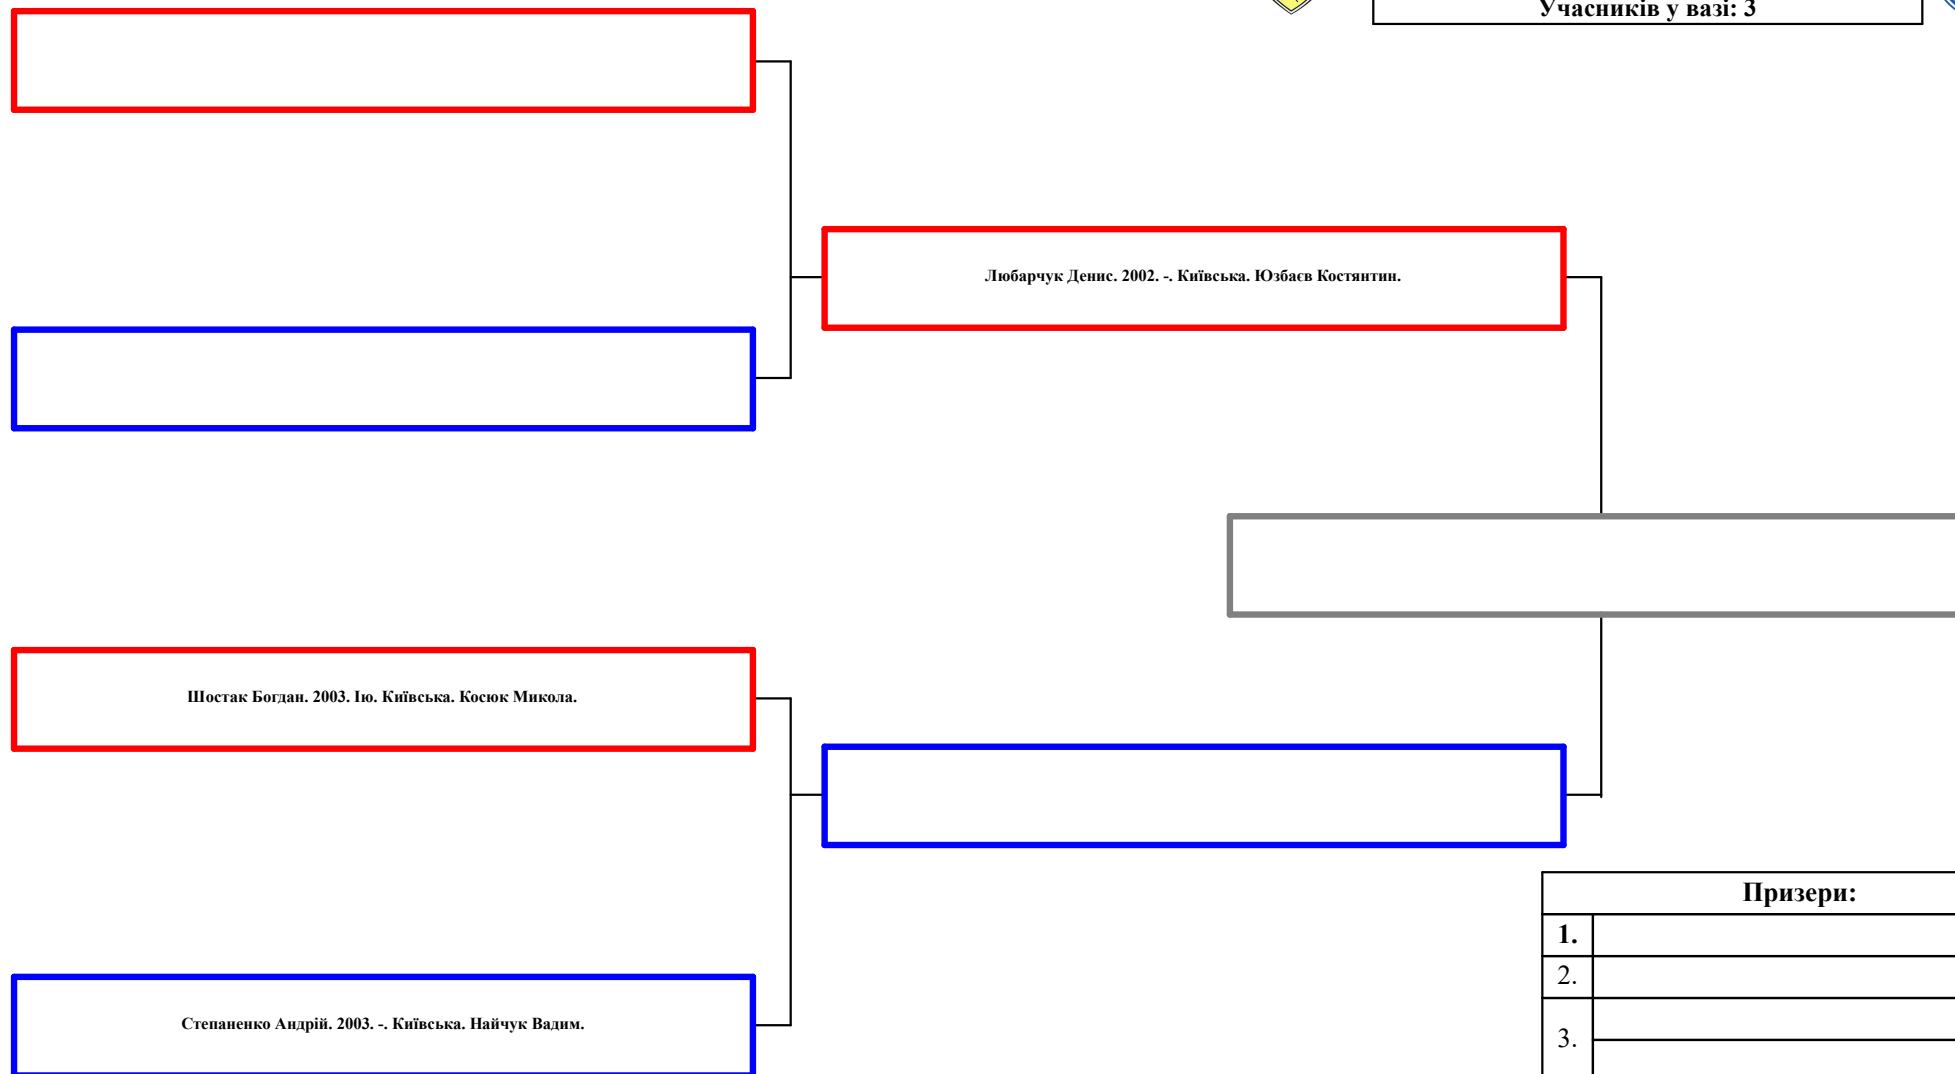 Учасників у вазі: 3
Любарчук Денис. 2002. -. Київська. Юзбаєв Костянтин.
Шостак Богдан. 2003. Ію. Київська. Косюк Микола.
Степаненко Андрій. 2003. -. Київська. Найчук Вадим.
Призери:
1.
2.
3.